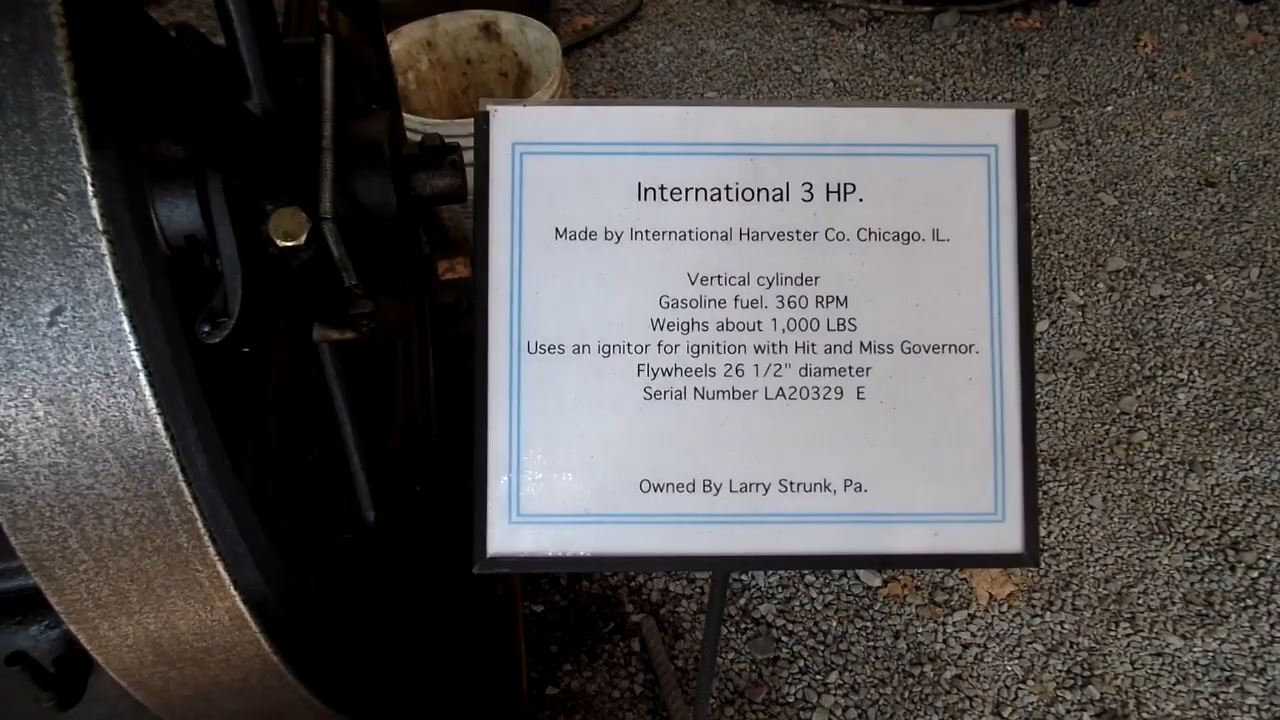 International 3 HP.
Made by International Harvester Co. Chicago. IL.
Vertical cylinder
Gasoline fuel. 360 RPM
Weighs about 1,000 LBS
Uses an ignitor for ignition with Hit and Miss Governor.
Flywheels 26 1/2" diameter
Serial Number LA20329  E
Owned By Larry Strunk, Pa.